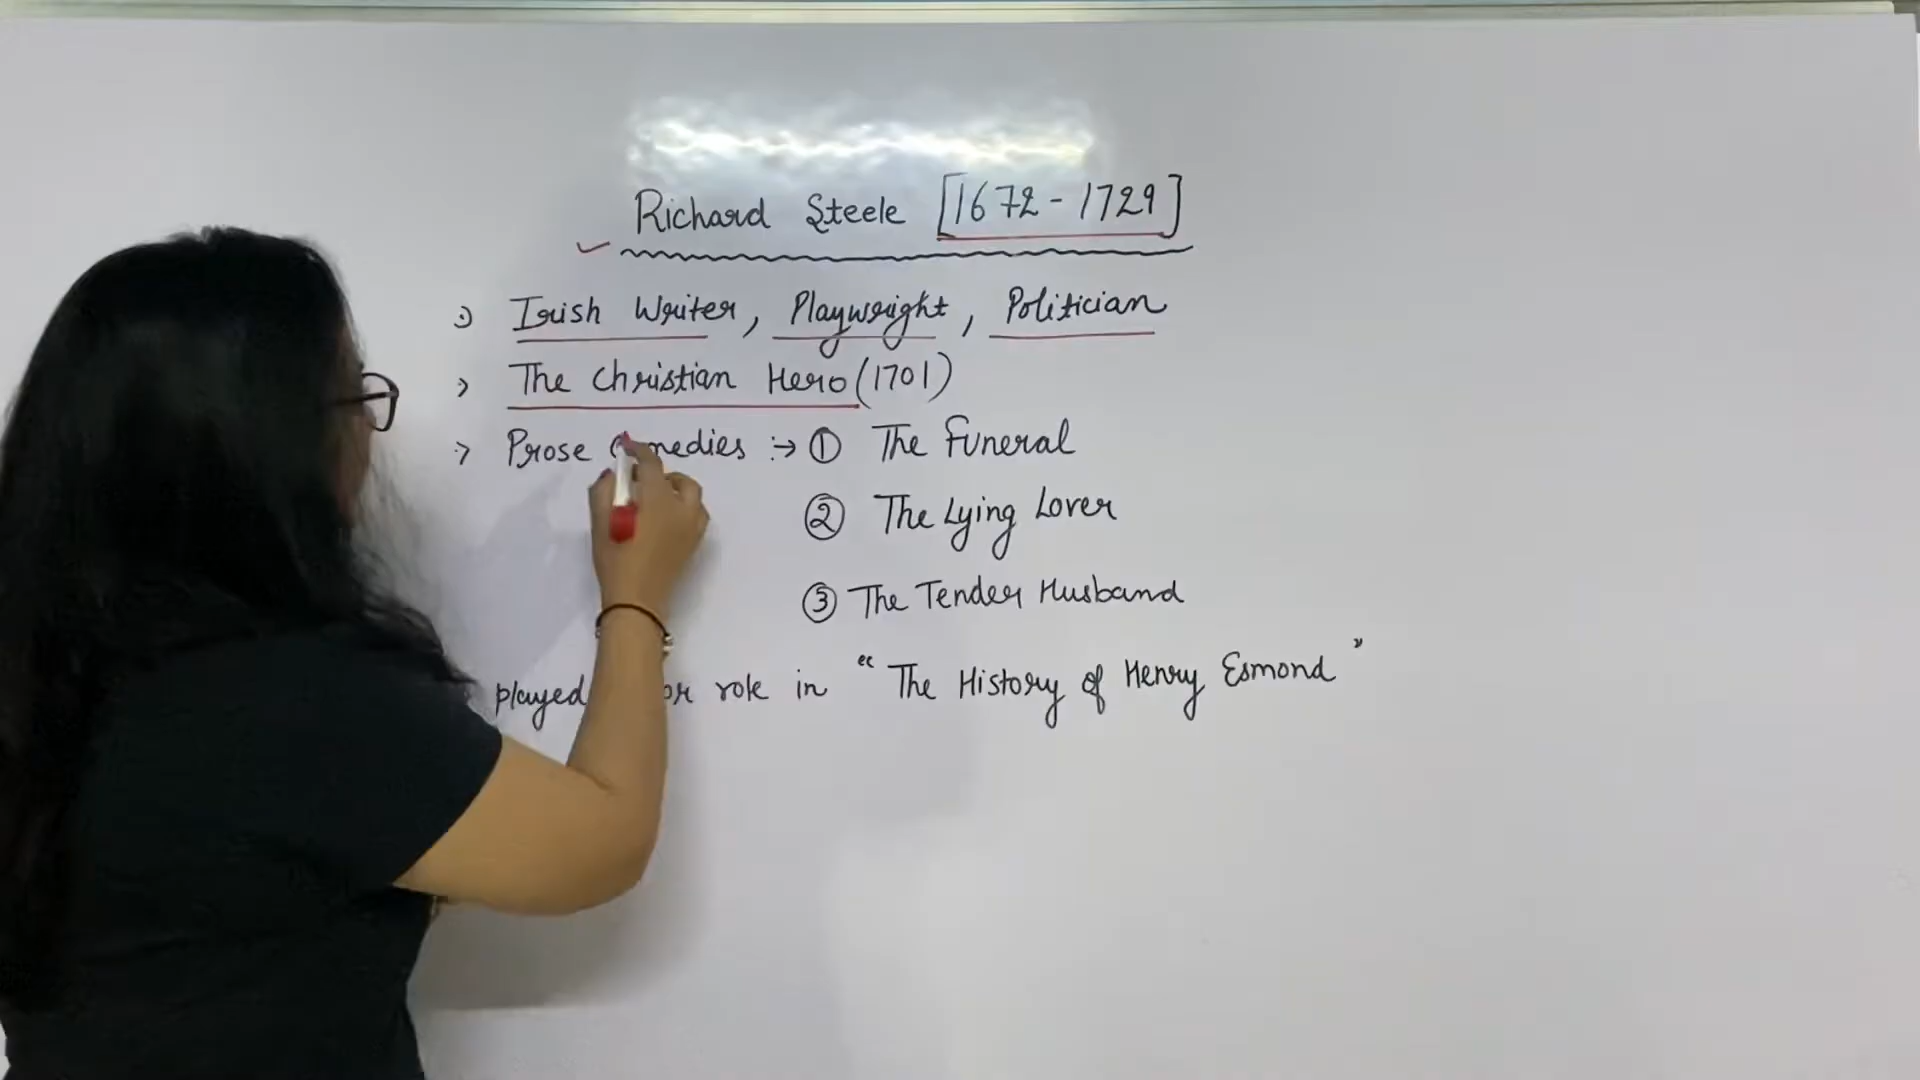 Richard Steele [1672 - 1729]
Irish Writer, Playwright, Politician
The Christian Hero (1701)
Prose Comedies :→ ① The Funeral
② The Lying Lover
③ The Tender Husband
played role in "The History of Henry Esmond"